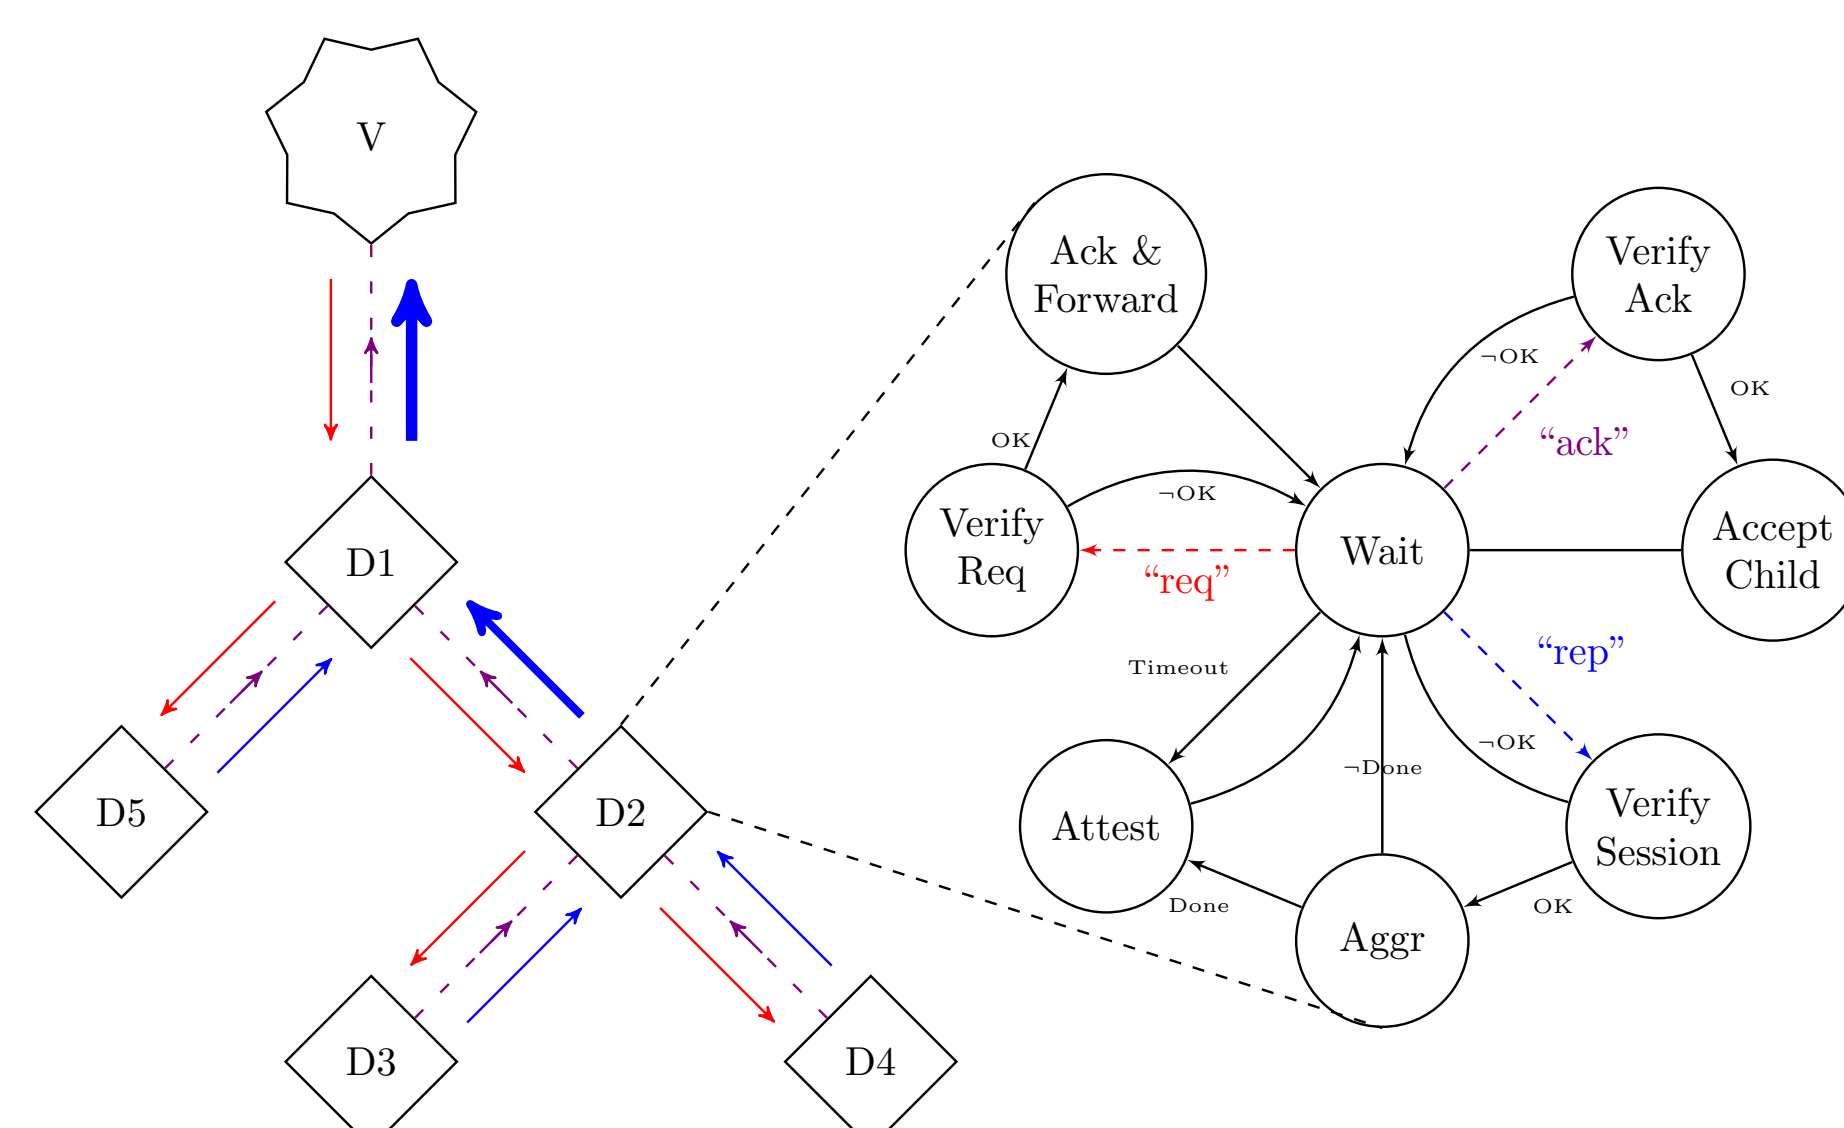 V
D1
D5
D2
D3
D4
Ack &
Forward
Verify
Ack
¬OK
OK
“ack”
OK
¬OK
Verify
Req
“req”
Wait
Accept
Child
Timeout
“rep”
¬OK
¬Done
Attest
Verify
Session
Done
OK
Aggr